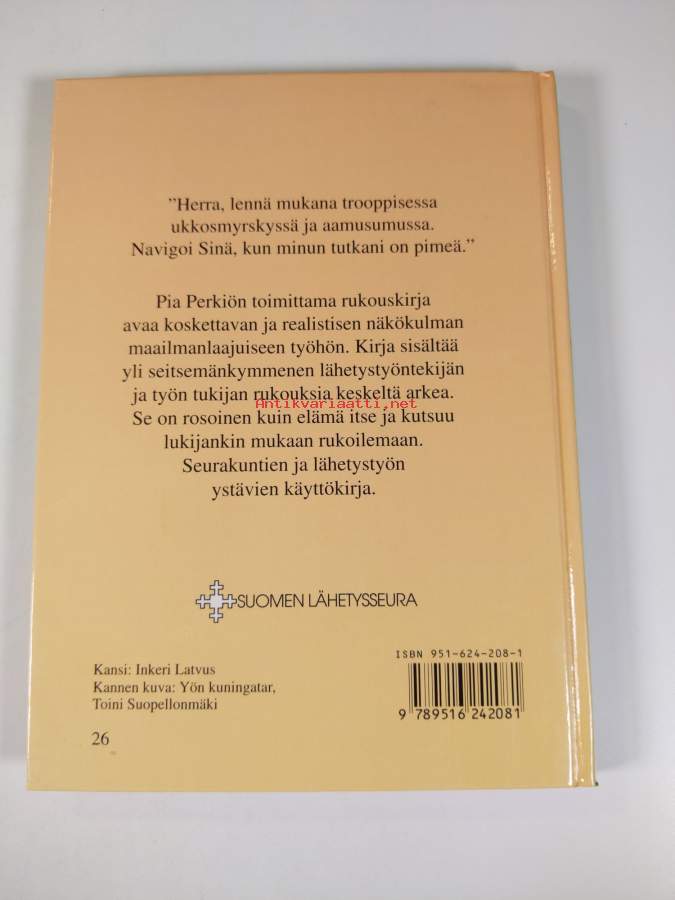 ”Herra, lennä mukana trooppisessa
ukkosmyrskyssä ja aamusumussa.
Navigoi Sinä, kun minun tutkani on pimeä.”
Pia Perkiön toimittama rukouskirja
avaa koskettavan ja realistisen näkökulman
maailmanlaajuiseen työhön. Kirja sisältää
yli seitsemänkymmenen lähetystyöntekijän
ja työn tukijan rukouksia keskeltä arkea.
Antikvariaatti.net
Se on rosoinen kuin elämä itse ja kutsuu
lukijankin mukaan rukoilemaan.
Seurakuntien ja lähetystyön
ystävien käyttökirja.
SUOMEN LÄHETYSSEURA
ISBN 951-624-208-1
Kansi: Inkeri Latvus
Kannen kuva: Yön kuningatar,
Toini Suopellonmäki
9 789516 242081
26